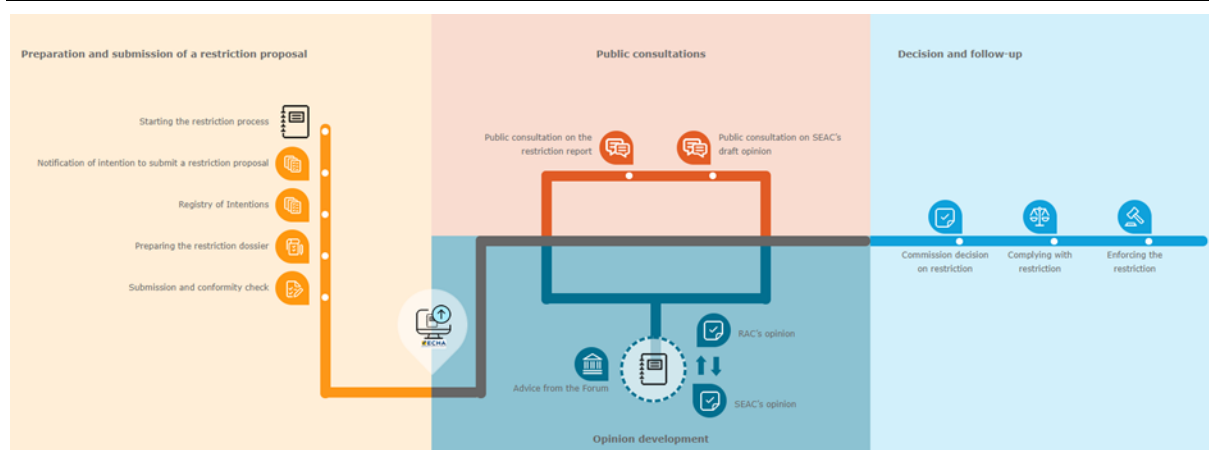 Preparation and submission of a restriction proposal
Starting the restriction process
Notification of intention to submit a restriction proposal
Registry of Intentions
Preparing the restriction dossier
Submission and conformity check
ECHA
Public consultations
Public consultation on the
restriction report
Public consultation on SEAC's
draft opinion
Advice from the Forum
RAC's opinion
SEAC's opinion
Opinion development
Decision and follow-up
Commission decision
on restriction
Complying with
restriction
Enforcing the
restriction